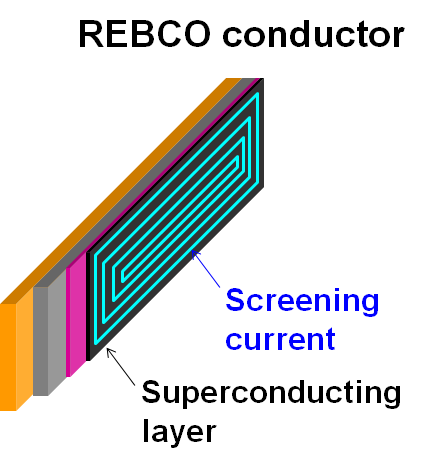 REBCO conductor
Screening
current
Superconducting
layer